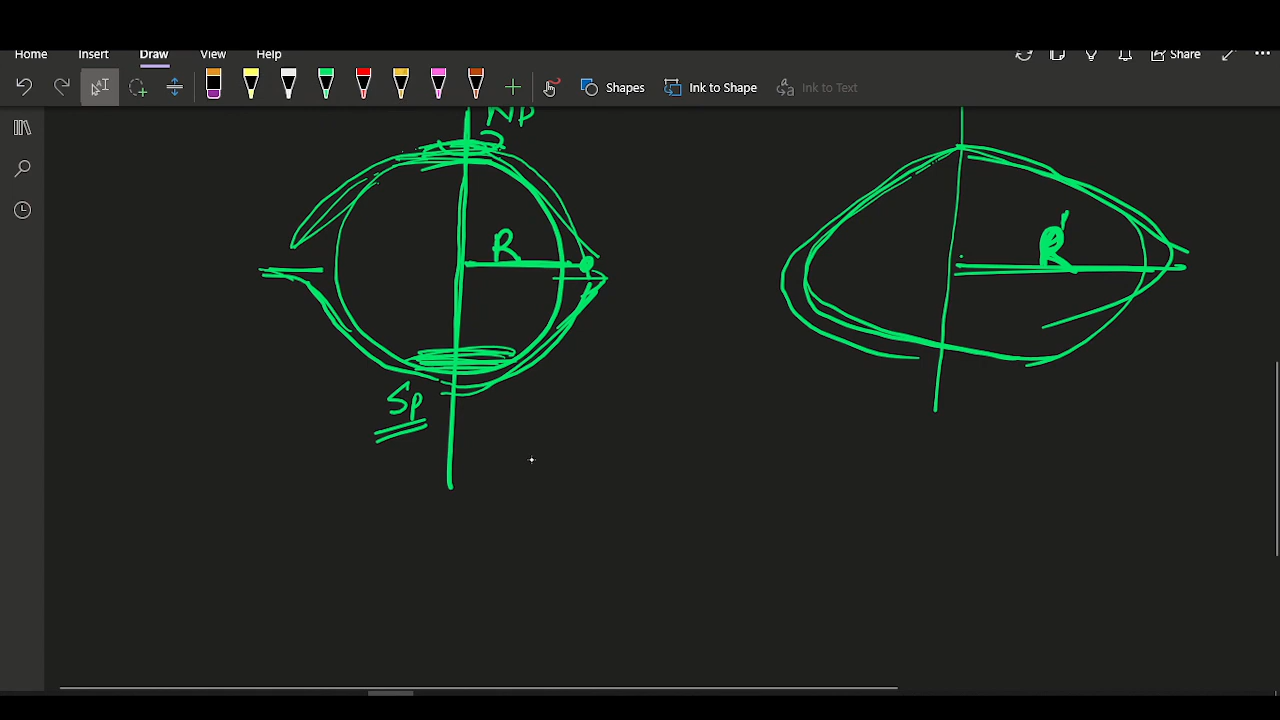 Home Insert Draw View Help Share
Shapes Ink to Shape Ink to Text
Np
R
R'
Sp